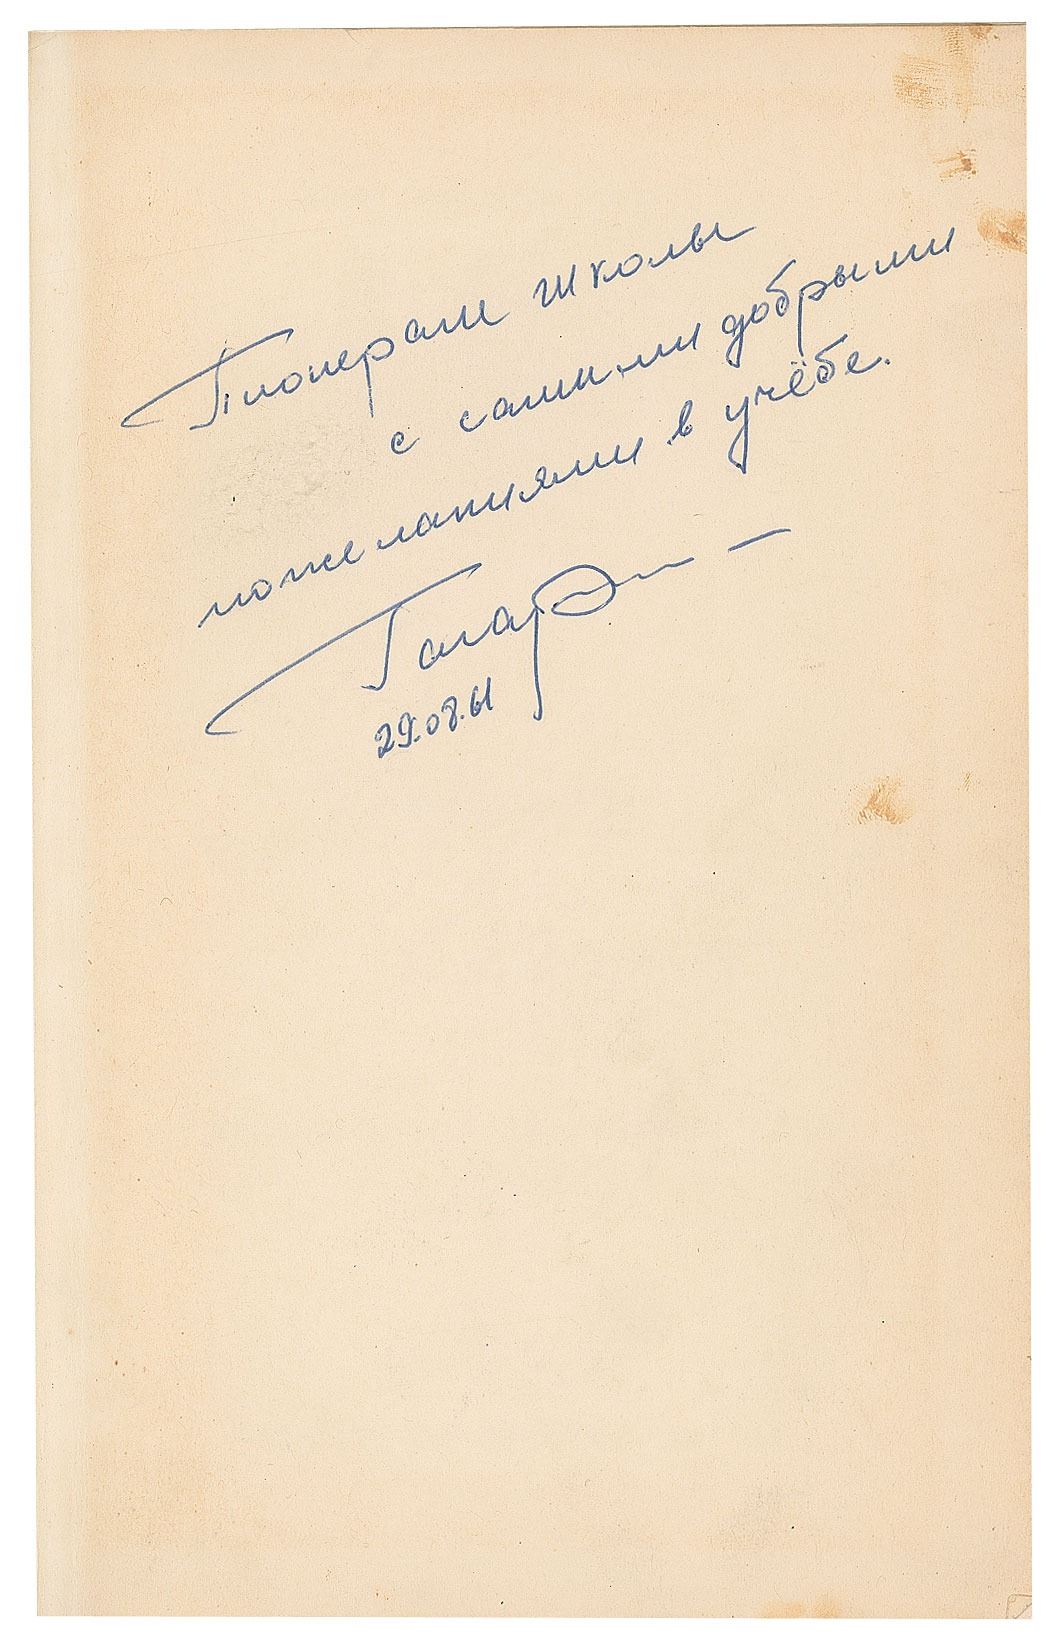 Пионерам школы
с самыми добрыми
пожеланиями в учёбе.
Гагарин
29.08.61